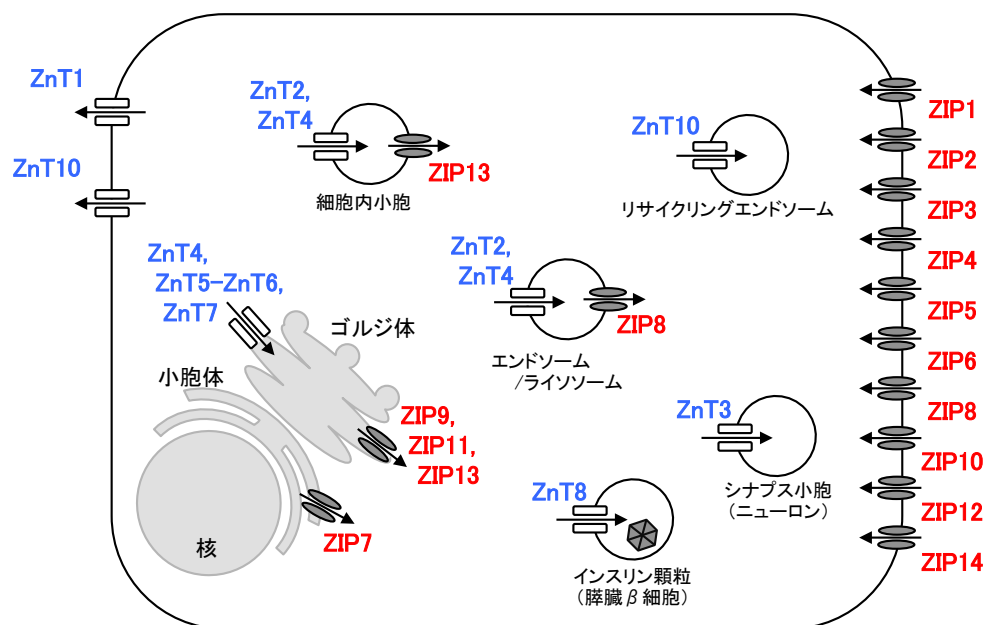 ZnT1
ZnT10
ZnT2,
ZnT4
ZIP13
細胞内小胞
ZnT10
リサイクリングエンドソーム
ZnT4,
ZnT5-ZnT6,
ZnT7
ゴルジ体
小胞体
ZIP9,
ZIP11,
ZIP13
ZIP7
核
ZnT2,
ZnT4
ZIP8
エンドソーム
/ライソソーム
ZnT3
シナプス小胞
(ニューロン)
ZnT8
インスリン顆粒
(膵臓β細胞)
ZIP1
ZIP2
ZIP3
ZIP4
ZIP5
ZIP6
ZIP8
ZIP10
ZIP12
ZIP14